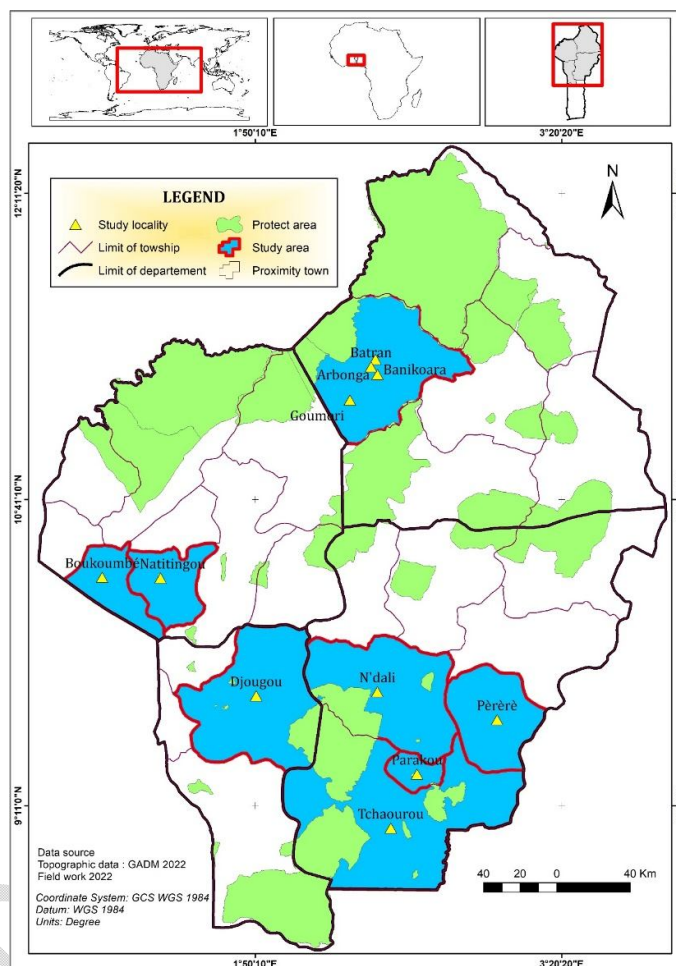 1°50'10"E
3°20'20"E
12°11'20"N
N
LEGEND
Study locality
Protect area
Limit of towship
Study area
Limit of departement
Proximity town
Batran
Arbonga
Banikoara
Goumori
10°41'10"N
Boukoumbé
Natitingou
Djougou
N'dali
Pèrèrè
Parakou
9°11'0"N
Tchaourou
Data source
Topographic data : GADM 2022
Field work 2022
Coordinate System: GCS WGS 1984
Datum: WGS 1984
Units: Degree
40 20 0 40 Km
1°50'10"E
3°20'20"E